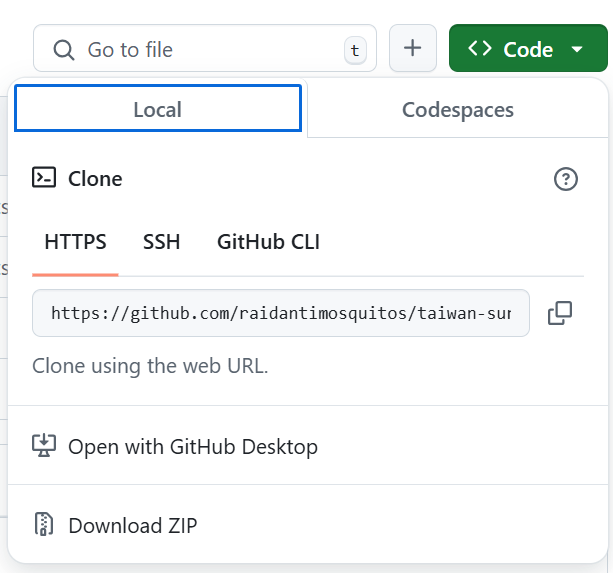 Go to file t + Code
Local Codespaces
Clone
HTTPS SSH GitHub CLI
https://github.com/raidantimosquitos/taiwan-sur
Clone using the web URL.
Open with GitHub Desktop
Download ZIP